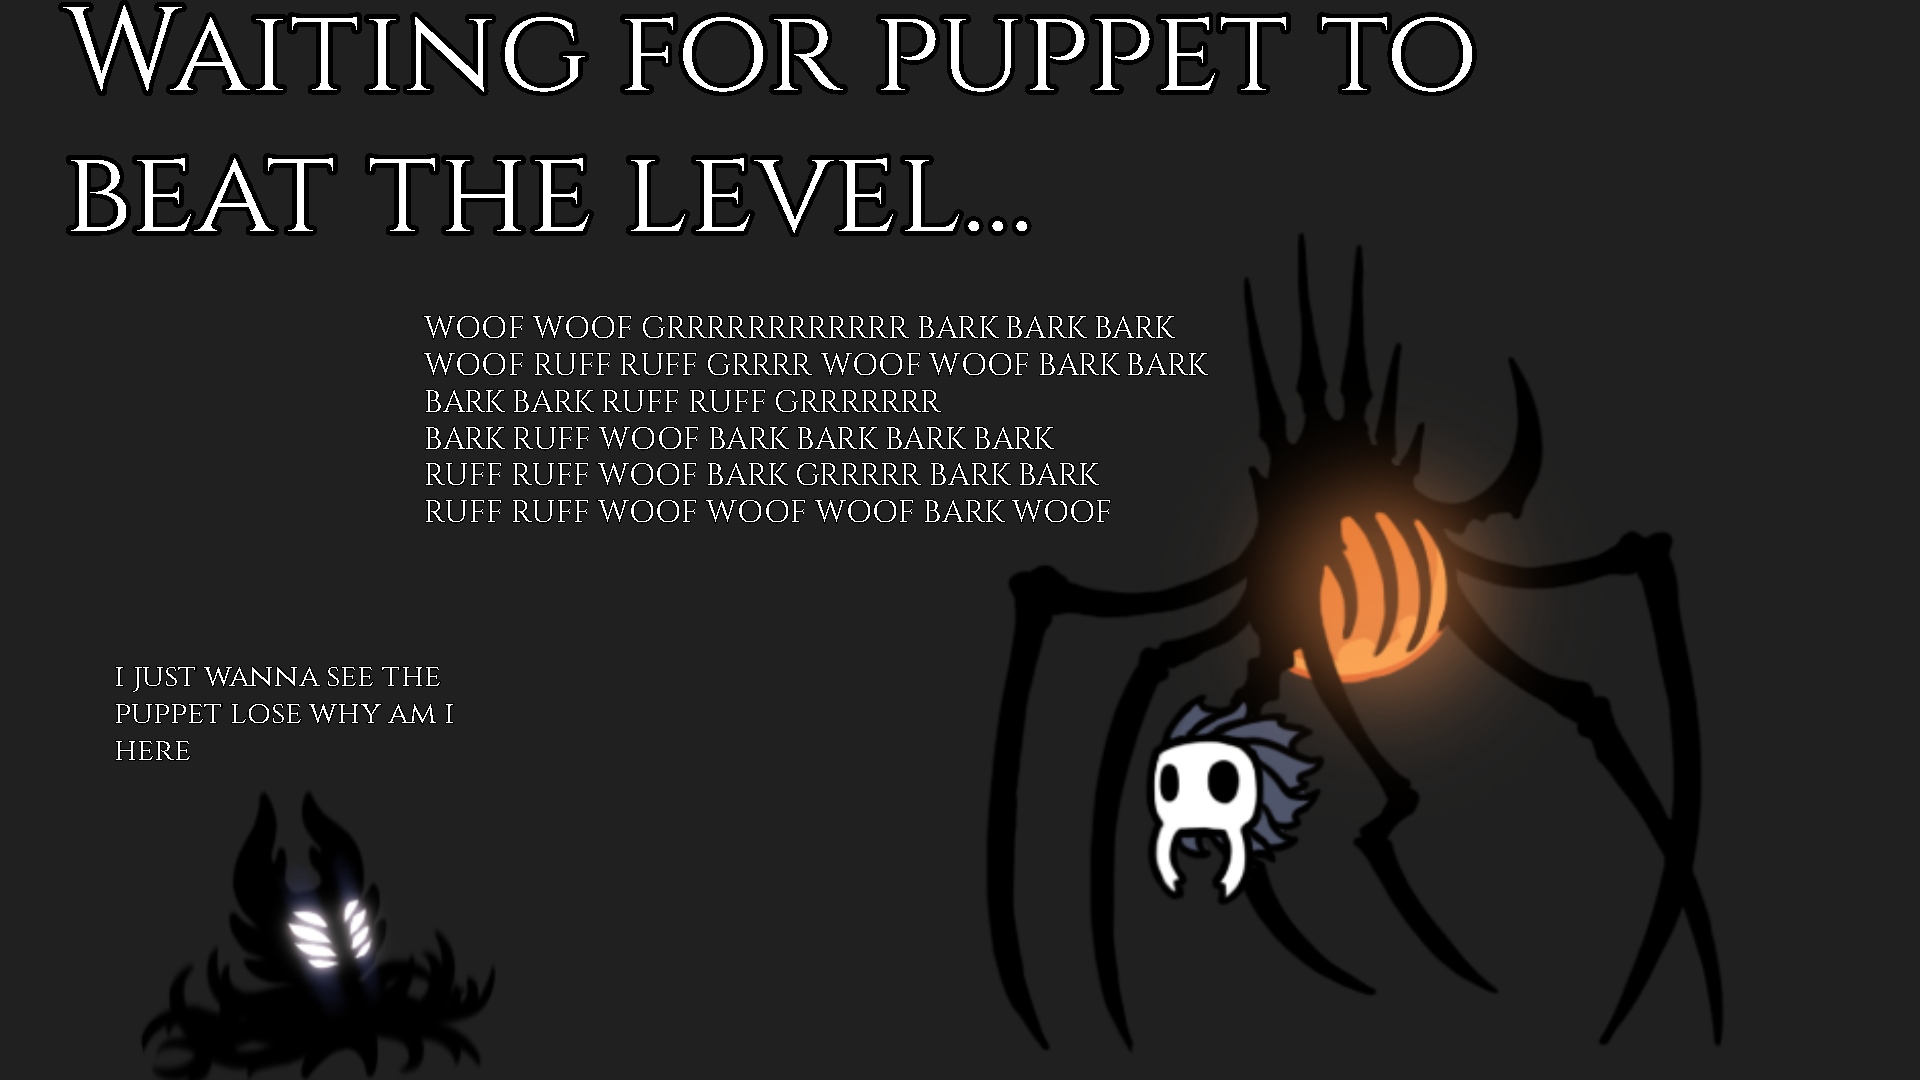 Waiting for puppet to
beat the level...
WOOF WOOF GRRRRRRRRRRRR BARK BARK BARK
WOOF RUFF RUFF GRRRR WOOF WOOF BARK BARK
BARK BARK RUFF RUFF GRRRRRRR
BARK RUFF WOOF BARK BARK BARK BARK
RUFF RUFF WOOF BARK GRRRRR BARK BARK
RUFF RUFF WOOF WOOF WOOF BARK WOOF
I JUST WANNA SEE THE
PUPPET LOSE WHY AM I
HERE